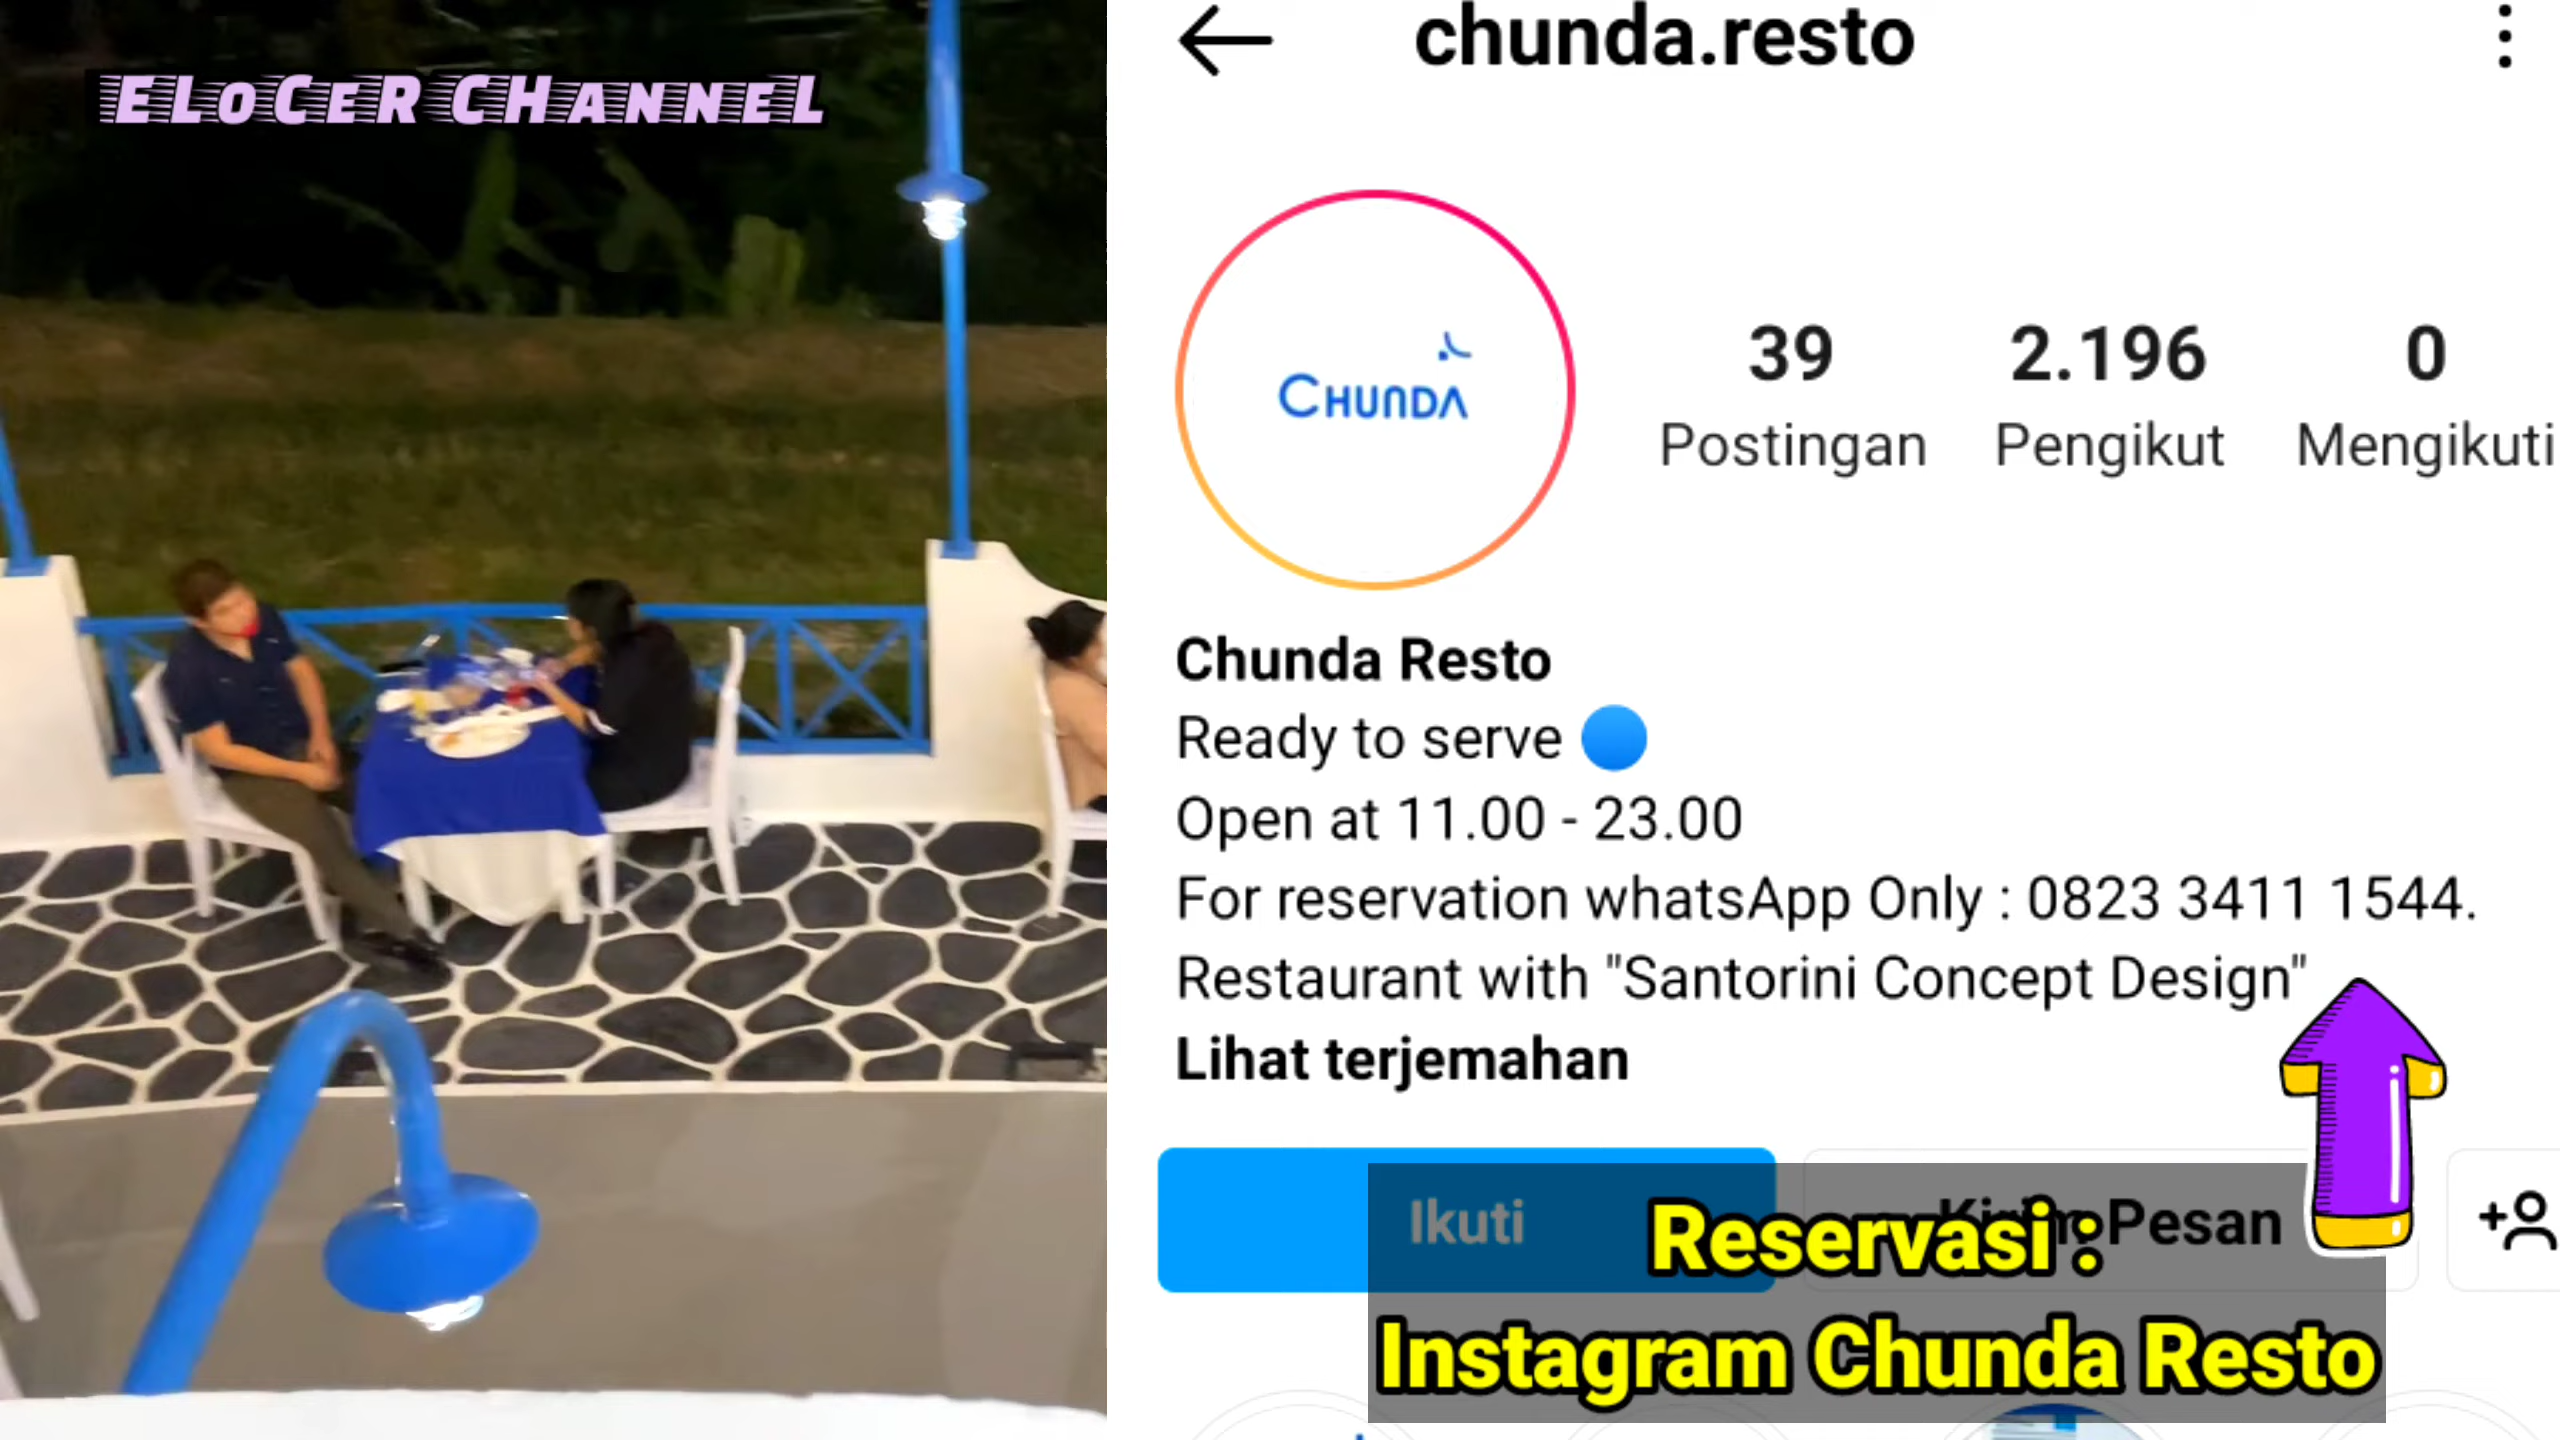 ELoCeR CHanneL
chunda.resto
CHUNDA
39
2.196
0
Postingan
Pengikut
Mengikuti
Chunda Resto
Ready to serve
Open at 11.00 - 23.00
For reservation whatsApp Only : 0823 3411 1544.
Restaurant with "Santorini Concept Design"
Lihat terjemahan
Ikuti
Pesan
Reservasi :
Instagram Chunda Resto